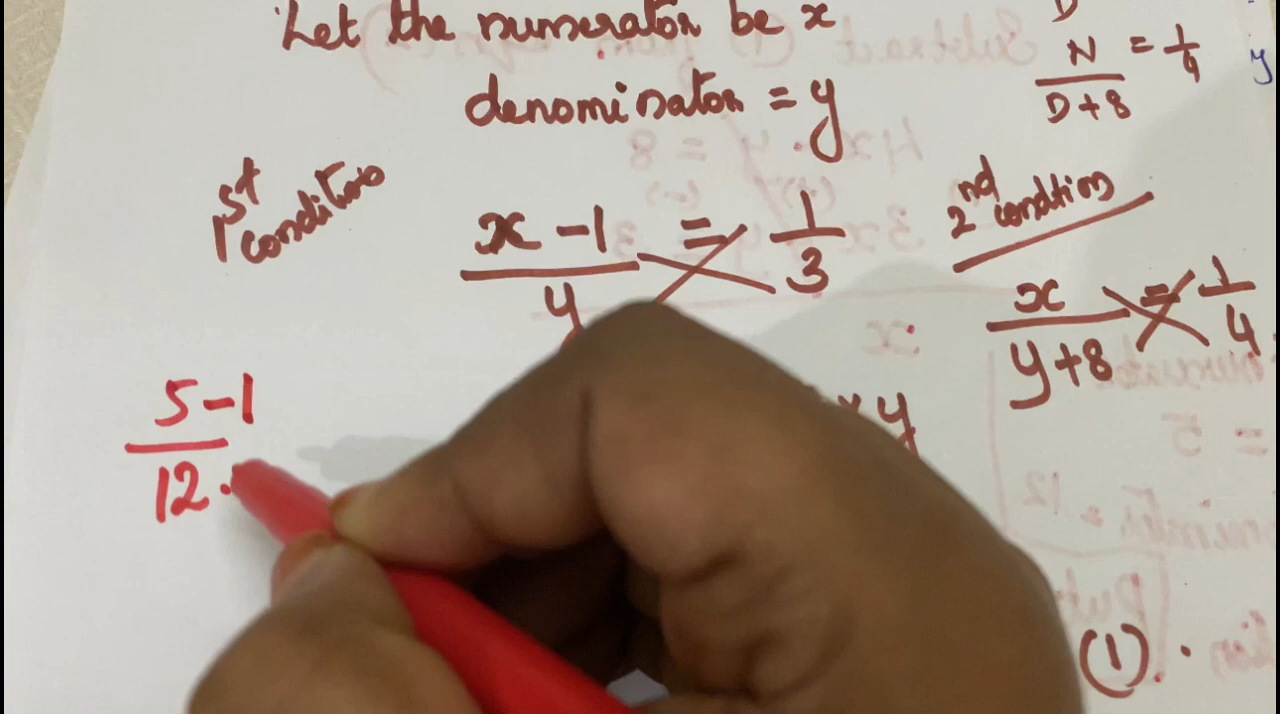 Let the numerator be x
denominator = y
D
N/D+8 = 1/4
y
1st condition
x - 1/y = 1/3
2nd condition
x/y+8 = 1/4
5-1/12.
y
(1).